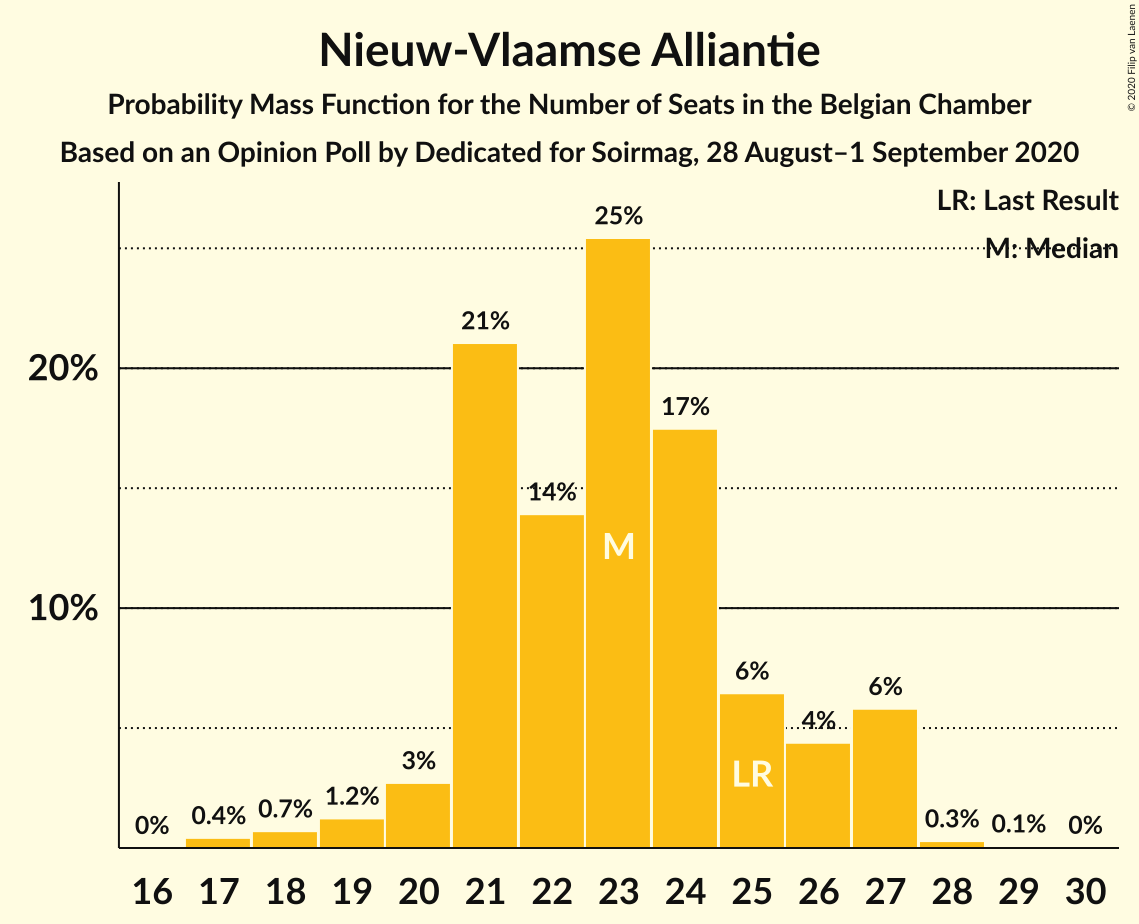 Nieuw-Vlaamse Alliantie
Probability Mass Function for the Number of Seats in the Belgian Chamber
Based on an Opinion Poll by Dedicated for Soirmag, 28 August–1 September 2020
© 2020 Filip van Laenen
LR: Last Result
M: Median
20%
10%
0%
0.4%
0.7%
1.2%
3%
21%
14%
25%
17%
6%
4%
6%
0.3%
0.1%
0%
M
LR
16 17 18 19 20 21 22 23 24 25 26 27 28 29 30